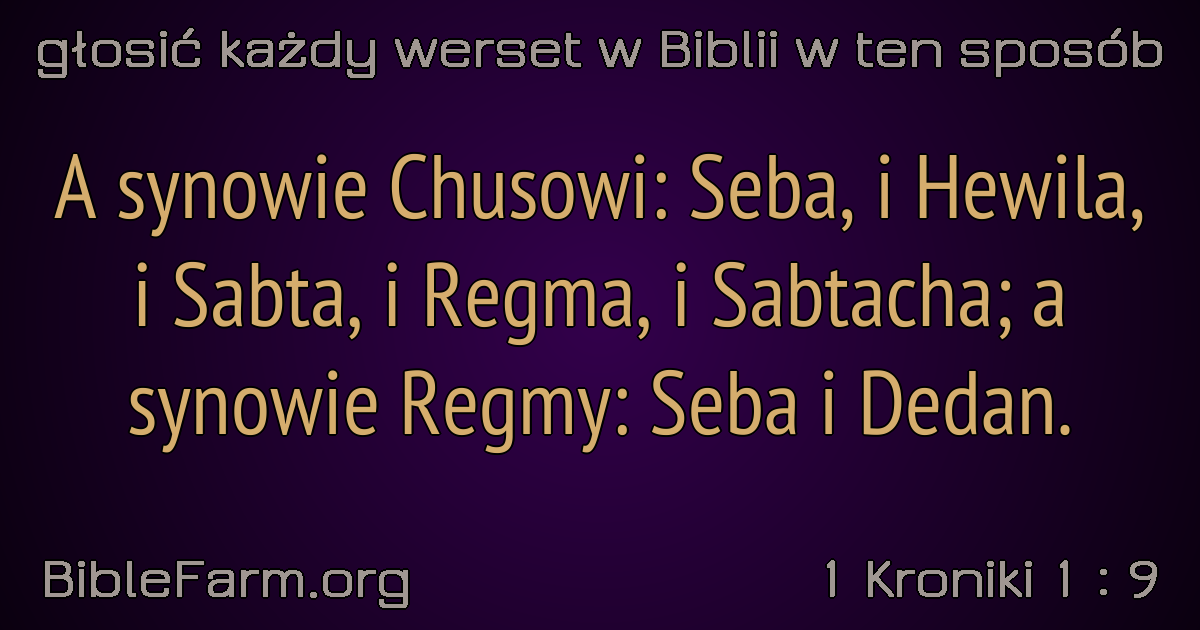 głosić każdy werset w Biblii w ten sposób
A synowie Chusowi: Seba, i Hewila,
i Sabta, i Regma, i Sabtacha; a
synowie Regmy: Seba i Dedan.
BibleFarm.org
1 Kroniki 1 : 9